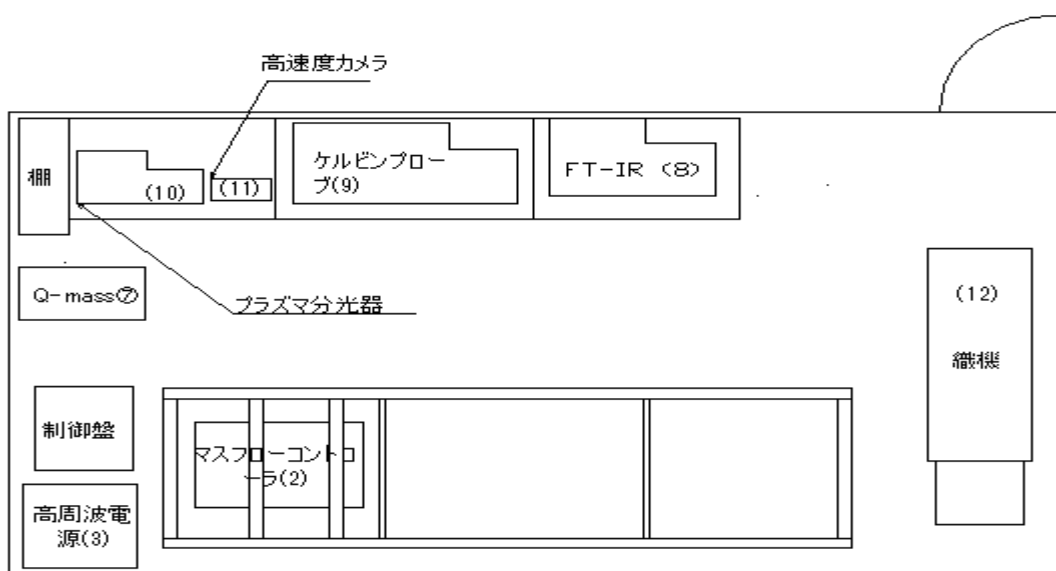 高速度カメラ
棚
(10)
(11)
ケルビンプロー
ブ(9)
FT-IR (8)
Q-mass⑦
プラズマ分光器
(12)
織機
制御盤
マスフローコントロ
ーラ(2)
高周波電
源(3)